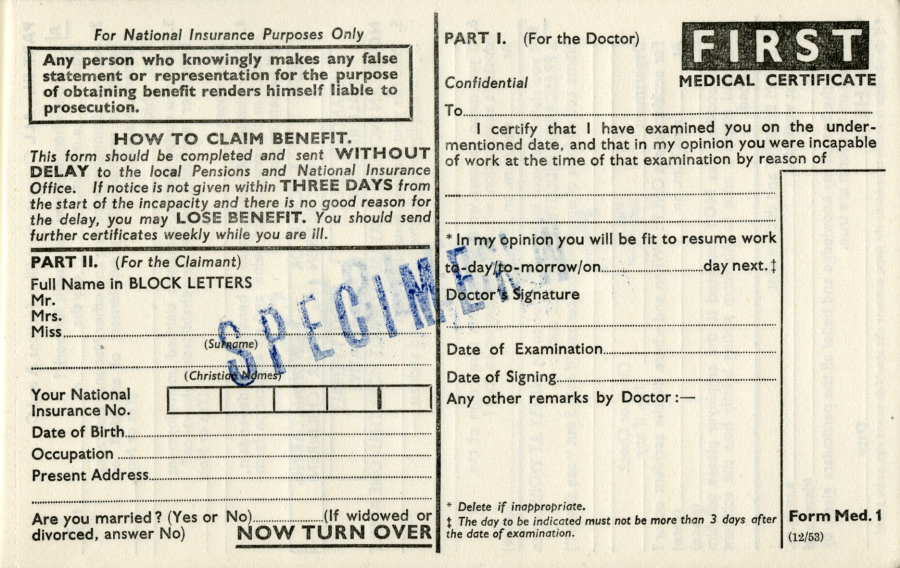 For National Insurance Purposes Only
Any person who knowingly makes any false
statement or representation for the purpose
of obtaining benefit renders himself liable to
prosecution.
HOW TO CLAIM BENEFIT.
This form should be completed and sent WITHOUT
DELAY to the local Pensions and National Insurance
Office. If notice is not given within THREE DAYS from
the start of the incapacity and there is no good reason for
the delay, you may LOSE BENEFIT. You should send
further certificates weekly while you are ill.
PART II. (For the Claimant)
Full Name in BLOCK LETTERS
Mr.
Mrs.
Miss
(Surname)
(Christian Names)
Your National
Insurance No.
Date of Birth
Occupation
Present Address
Are you married? (Yes or No) (If widowed or
divorced, answer No) NOW TURN OVER
PART I. (For the Doctor)
FIRST
MEDICAL CERTIFICATE
Confidential
To
I certify that I have examined you on the under-
mentioned date, and that in my opinion you were incapable
of work at the time of that examination by reason of
* In my opinion you will be fit to resume work
to-day/to-morrow/on day next.‡
Doctor's Signature
Date of Examination
Date of Signing
Any other remarks by Doctor:—
* Delete if inappropriate.
‡ The day to be indicated must not be more than 3 days after
the date of examination.
Form Med. 1
(12/53)
SPECIMEN